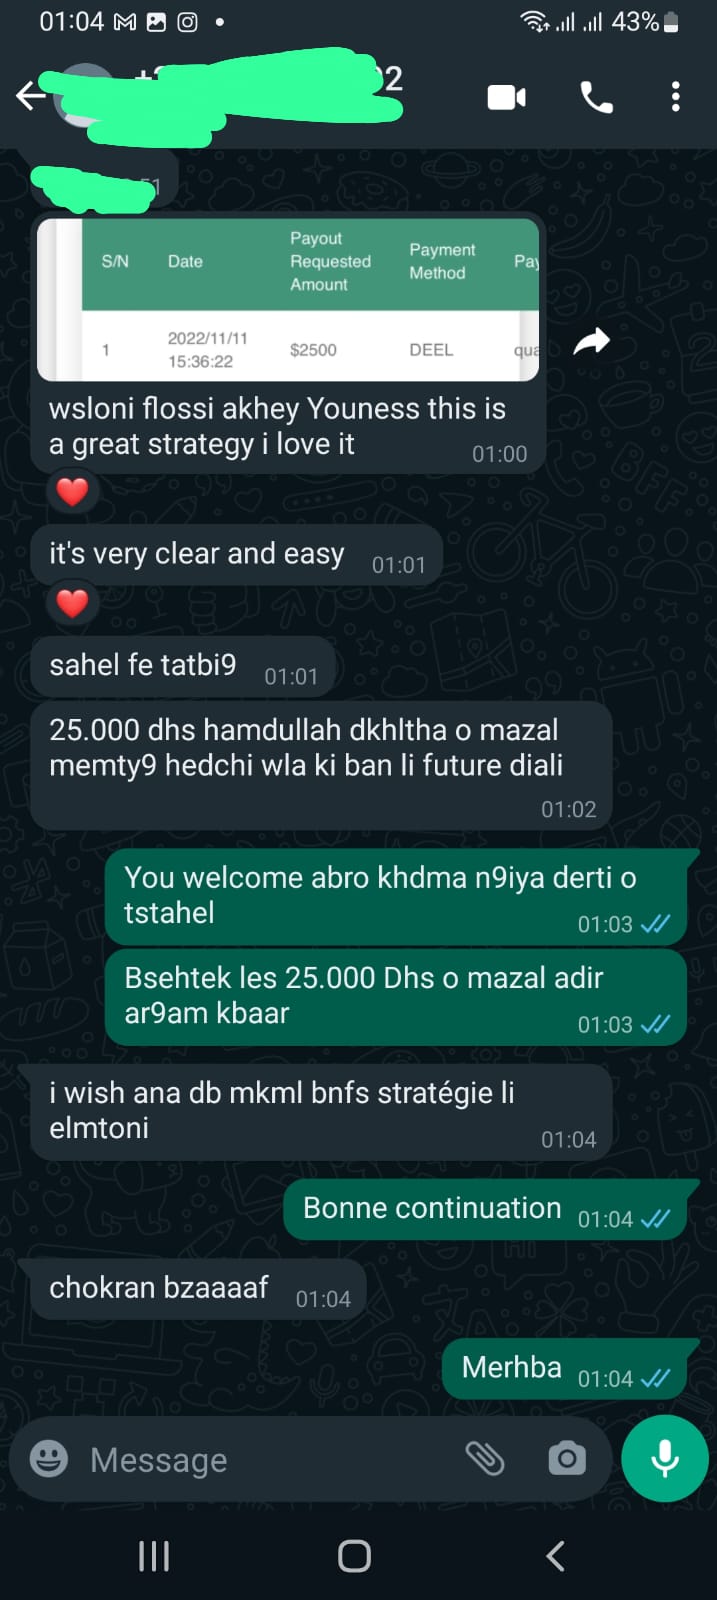 01:04
43%
2
51
S/N Date Payout Requested Amount Payment Method Pay
1 2022/11/11 15:36:22 $2500 DEEL qua
wsloni flossi akhey Youness this is
a great strategy i love it
01:00
it's very clear and easy 01:01
sahel fe tatbi9 01:01
25.000 dhs hamdullah dkhltha o mazal
memty9 hedchi wla ki ban li future diali
01:02
You welcome abro khdma n9iya derti o
tstahel
01:03
Bsehtek les 25.000 Dhs o mazal adir
ar9am kbaar
01:03
i wish ana db mkml bnfs stratégie li
elmtoni
01:04
Bonne continuation 01:04
chokran bzaaaaf 01:04
Merhba 01:04
Message